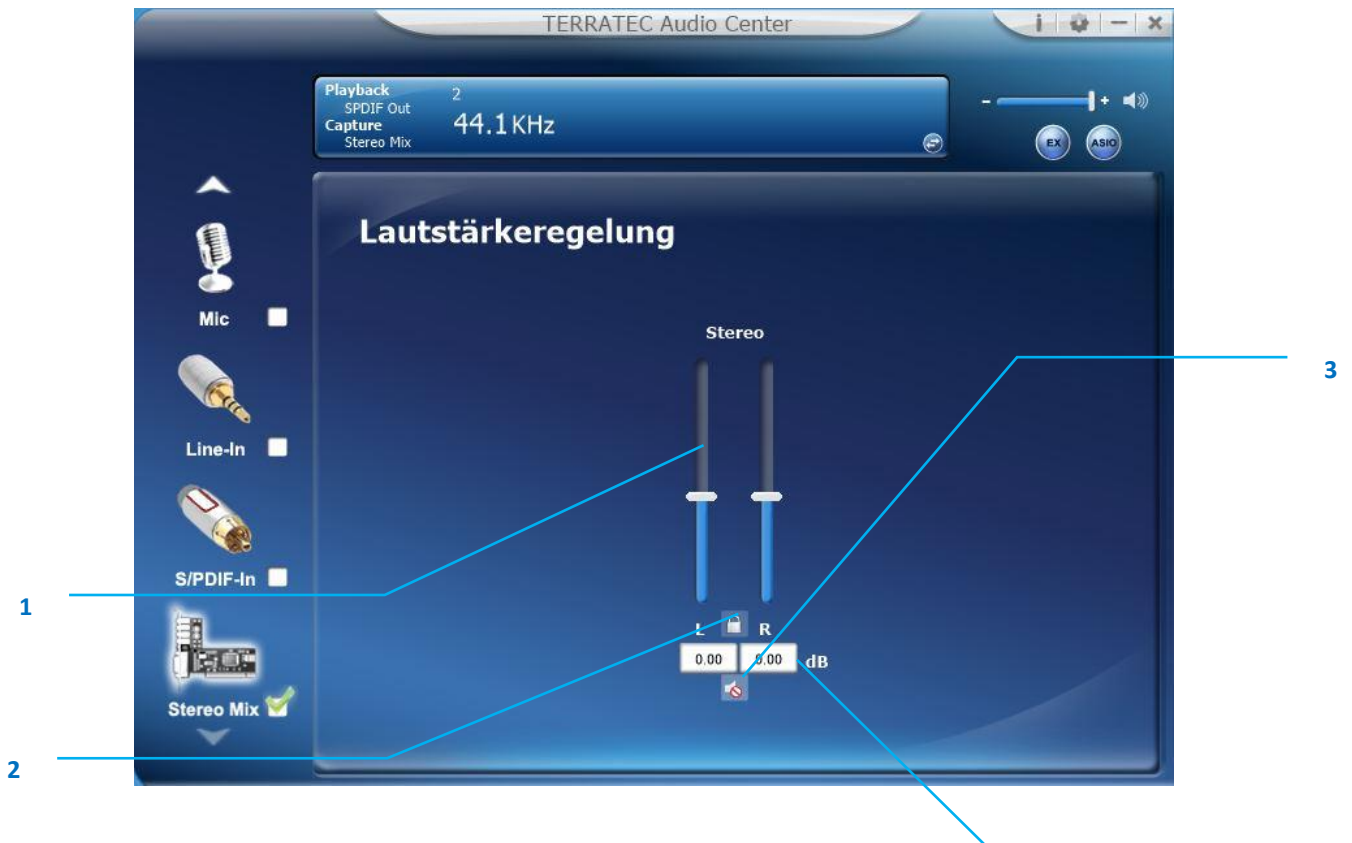 TERRATEC Audio Center
i
Playback
SPDIF Out
Capture
Stereo Mix
2
44.1 KHz
- +
EX ASIO
Lautstärkeregelung
Mic
Line-In
S/PDIF-In
Stereo Mix
Stereo
L R
0.00 0.00 dB
1
2
3